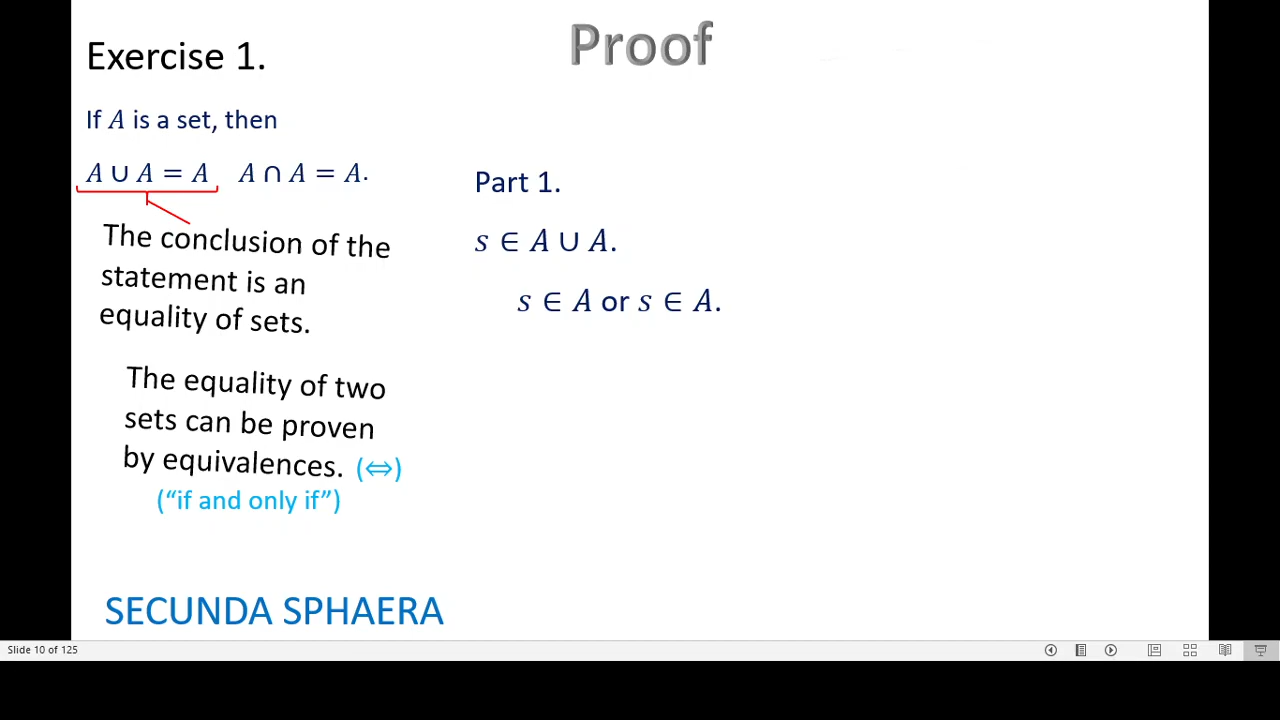 Proof
Exercise 1.
If A is a set, then
A ∪ A = A   A ∩ A = A.
The conclusion of the
statement is an
equality of sets.
The equality of two
sets can be proven
by equivalences. (⇔)
(“if and only if”)
Part 1.
s ∈ A ∪ A.
s ∈ A or s ∈ A.
SECUNDA SPHAERA
Slide 10 of 125